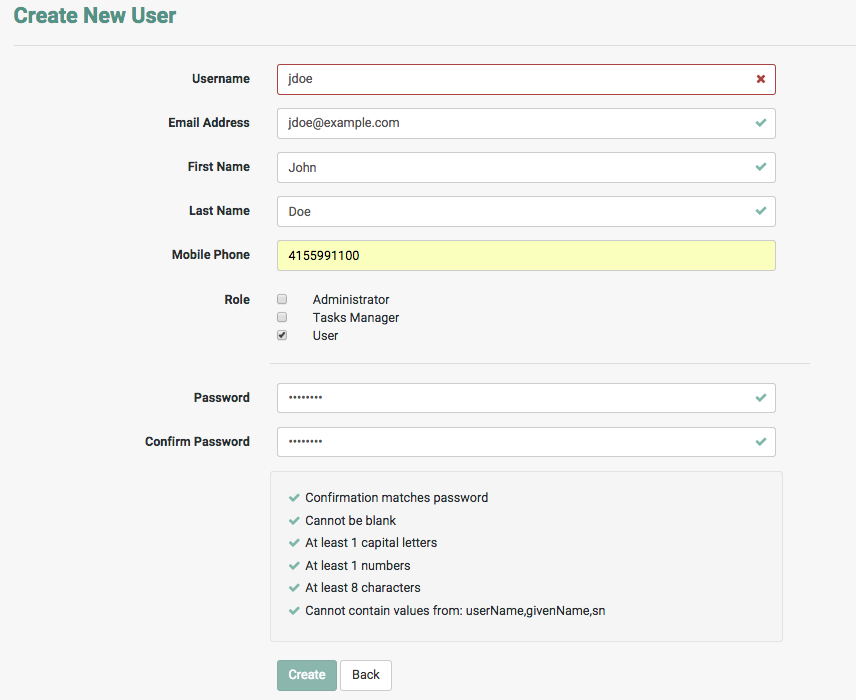 Create New User
Username jdoe
Email Address jdoe@example.com
First Name John
Last Name Doe
Mobile Phone 4155991100
Role Administrator
Tasks Manager
User
Password ••••••••
Confirm Password ••••••••
Confirmation matches password
Cannot be blank
At least 1 capital letters
At least 1 numbers
At least 8 characters
Cannot contain values from: userName,givenName,sn
Create Back